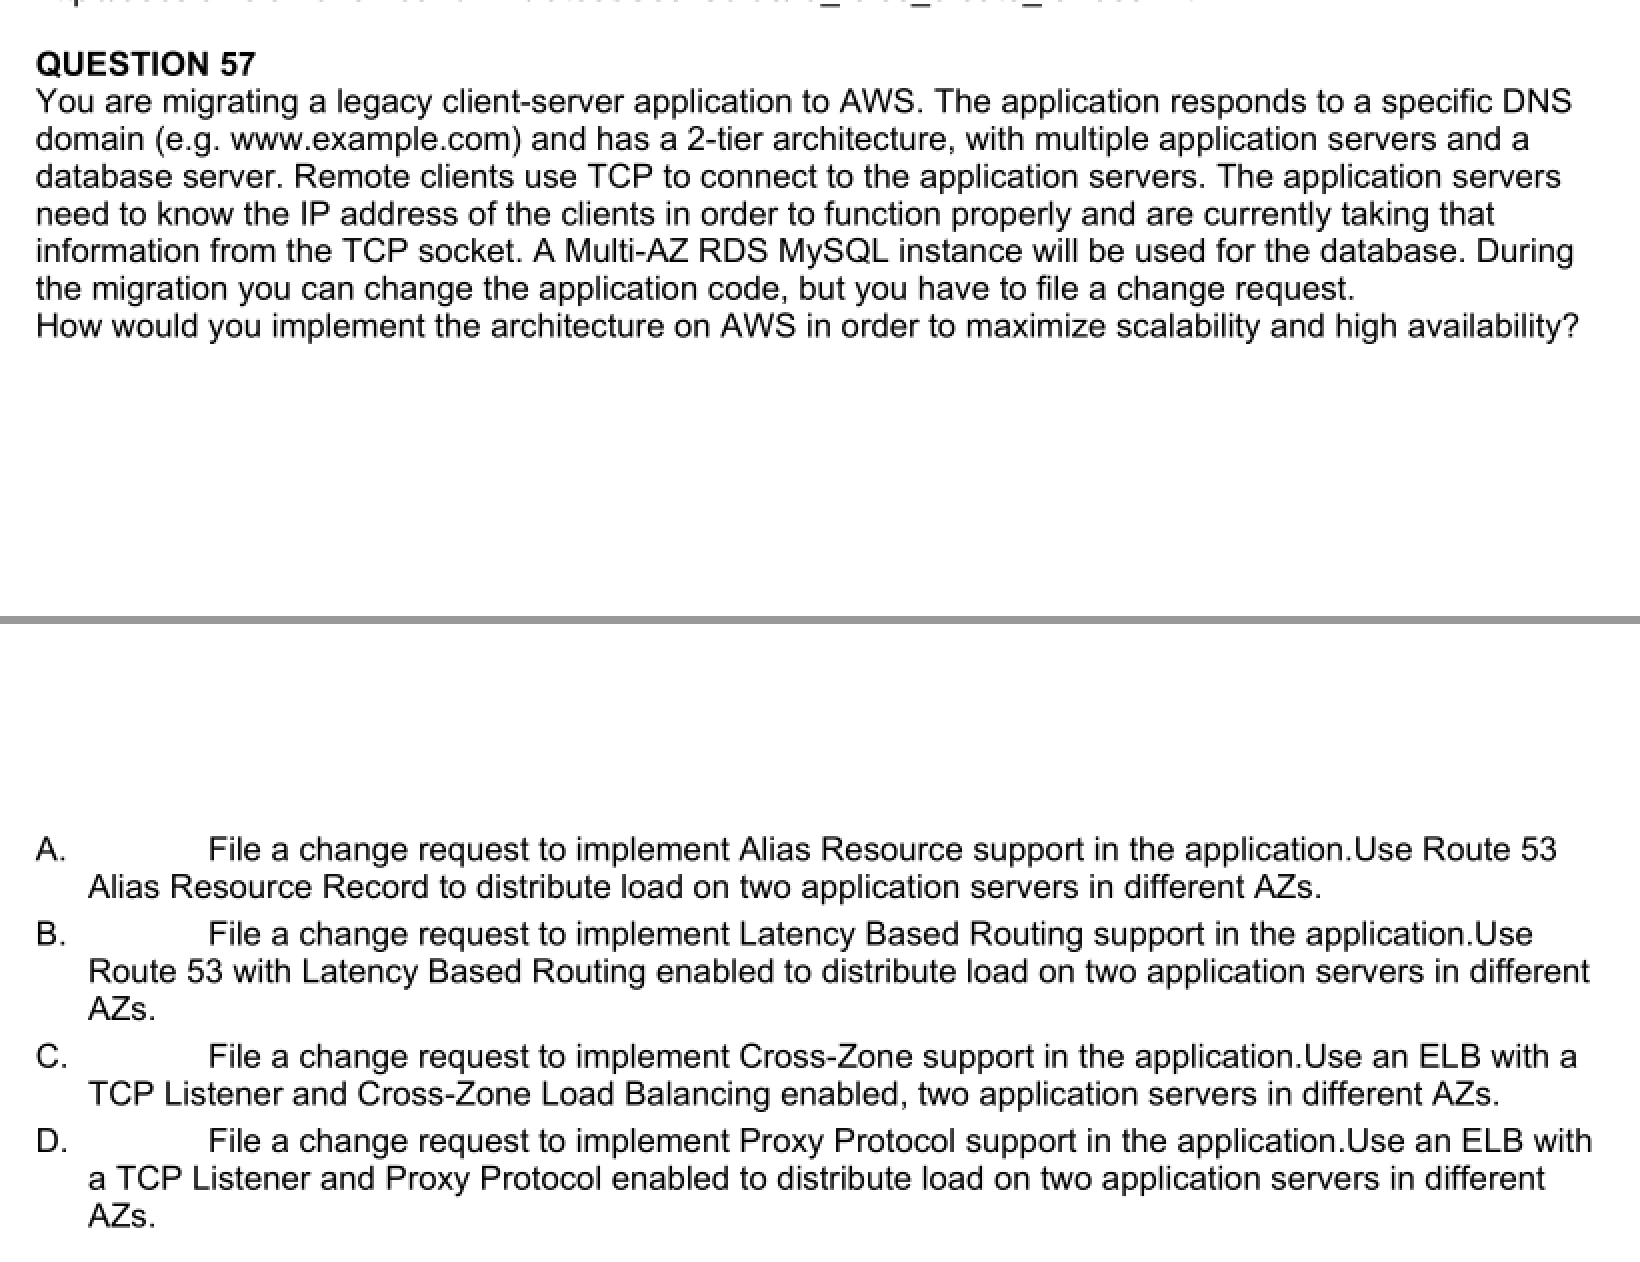 QUESTION 57
You are migrating a legacy client-server application to AWS. The application responds to a specific DNS
domain (e.g. www.example.com) and has a 2-tier architecture, with multiple application servers and a
database server. Remote clients use TCP to connect to the application servers. The application servers
need to know the IP address of the clients in order to function properly and are currently taking that
information from the TCP socket. A Multi-AZ RDS MySQL instance will be used for the database. During
the migration you can change the application code, but you have to file a change request.
How would you implement the architecture on AWS in order to maximize scalability and high availability?
A. File a change request to implement Alias Resource support in the application.Use Route 53
Alias Resource Record to distribute load on two application servers in different AZs.
B. File a change request to implement Latency Based Routing support in the application.Use
Route 53 with Latency Based Routing enabled to distribute load on two application servers in different
AZs.
C. File a change request to implement Cross-Zone support in the application.Use an ELB with a
TCP Listener and Cross-Zone Load Balancing enabled, two application servers in different AZs.
D. File a change request to implement Proxy Protocol support in the application.Use an ELB with
a TCP Listener and Proxy Protocol enabled to distribute load on two application servers in different
AZs.